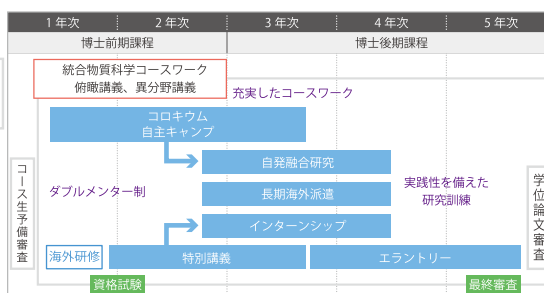 1年次 2年次 3年次 4年次 5年次
博士前期課程 博士後期課程
統合物質科学コースワーク
俯瞰講義、異分野講義
充実したコースワーク
コロキウム
自主キャンプ
自発融合研究
コース生予備審査
ダブルメンター制
長期海外派遣
実践性を備えた
研究訓練
学位論文審査
インターンシップ
海外研修 特別講義 エラントリー
資格試験 最終審査